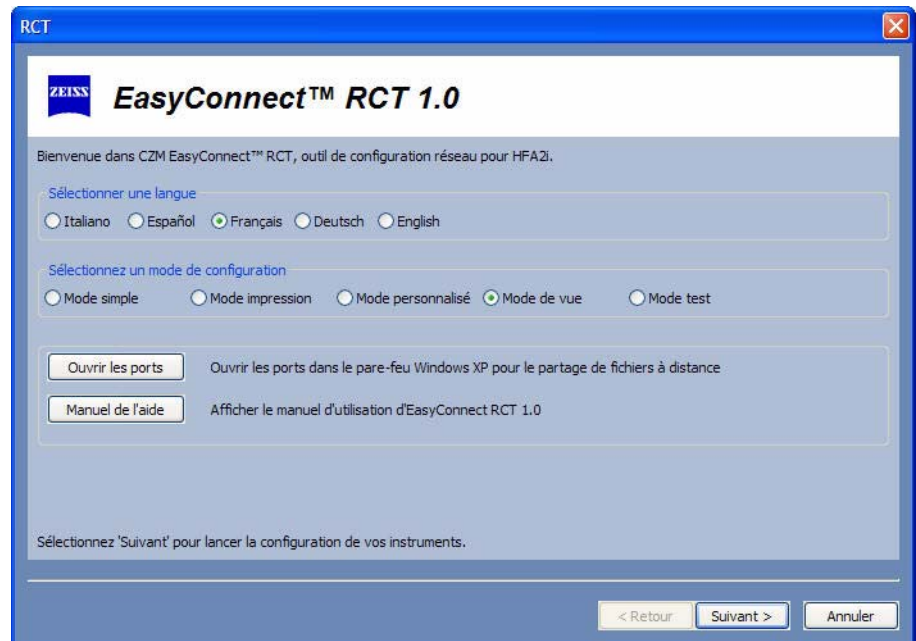 RCT
ZEISS
EasyConnect™ RCT 1.0
Bienvenue dans CZM EasyConnect™ RCT, outil de configuration réseau pour HFA2i.
Sélectionner une langue
Italiano Español Français Deutsch English
Sélectionnez un mode de configuration
Mode simple Mode impression Mode personnalisé Mode de vue Mode test
Ouvrir les ports Ouvrir les ports dans le pare-feu Windows XP pour le partage de fichiers à distance
Manuel de l'aide Afficher le manuel d'utilisation d'EasyConnect RCT 1.0
Sélectionnez 'Suivant' pour lancer la configuration de vos instruments.
< Retour Suivant > Annuler